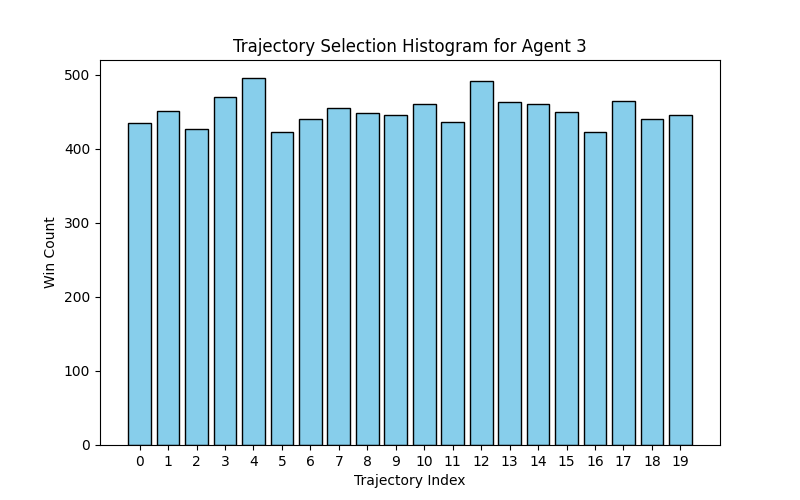 Trajectory Selection Histogram for Agent 3
500
400
300
200
100
0
Win Count
0 1 2 3 4 5 6 7 8 9 10 11 12 13 14 15 16 17 18 19
Trajectory Index